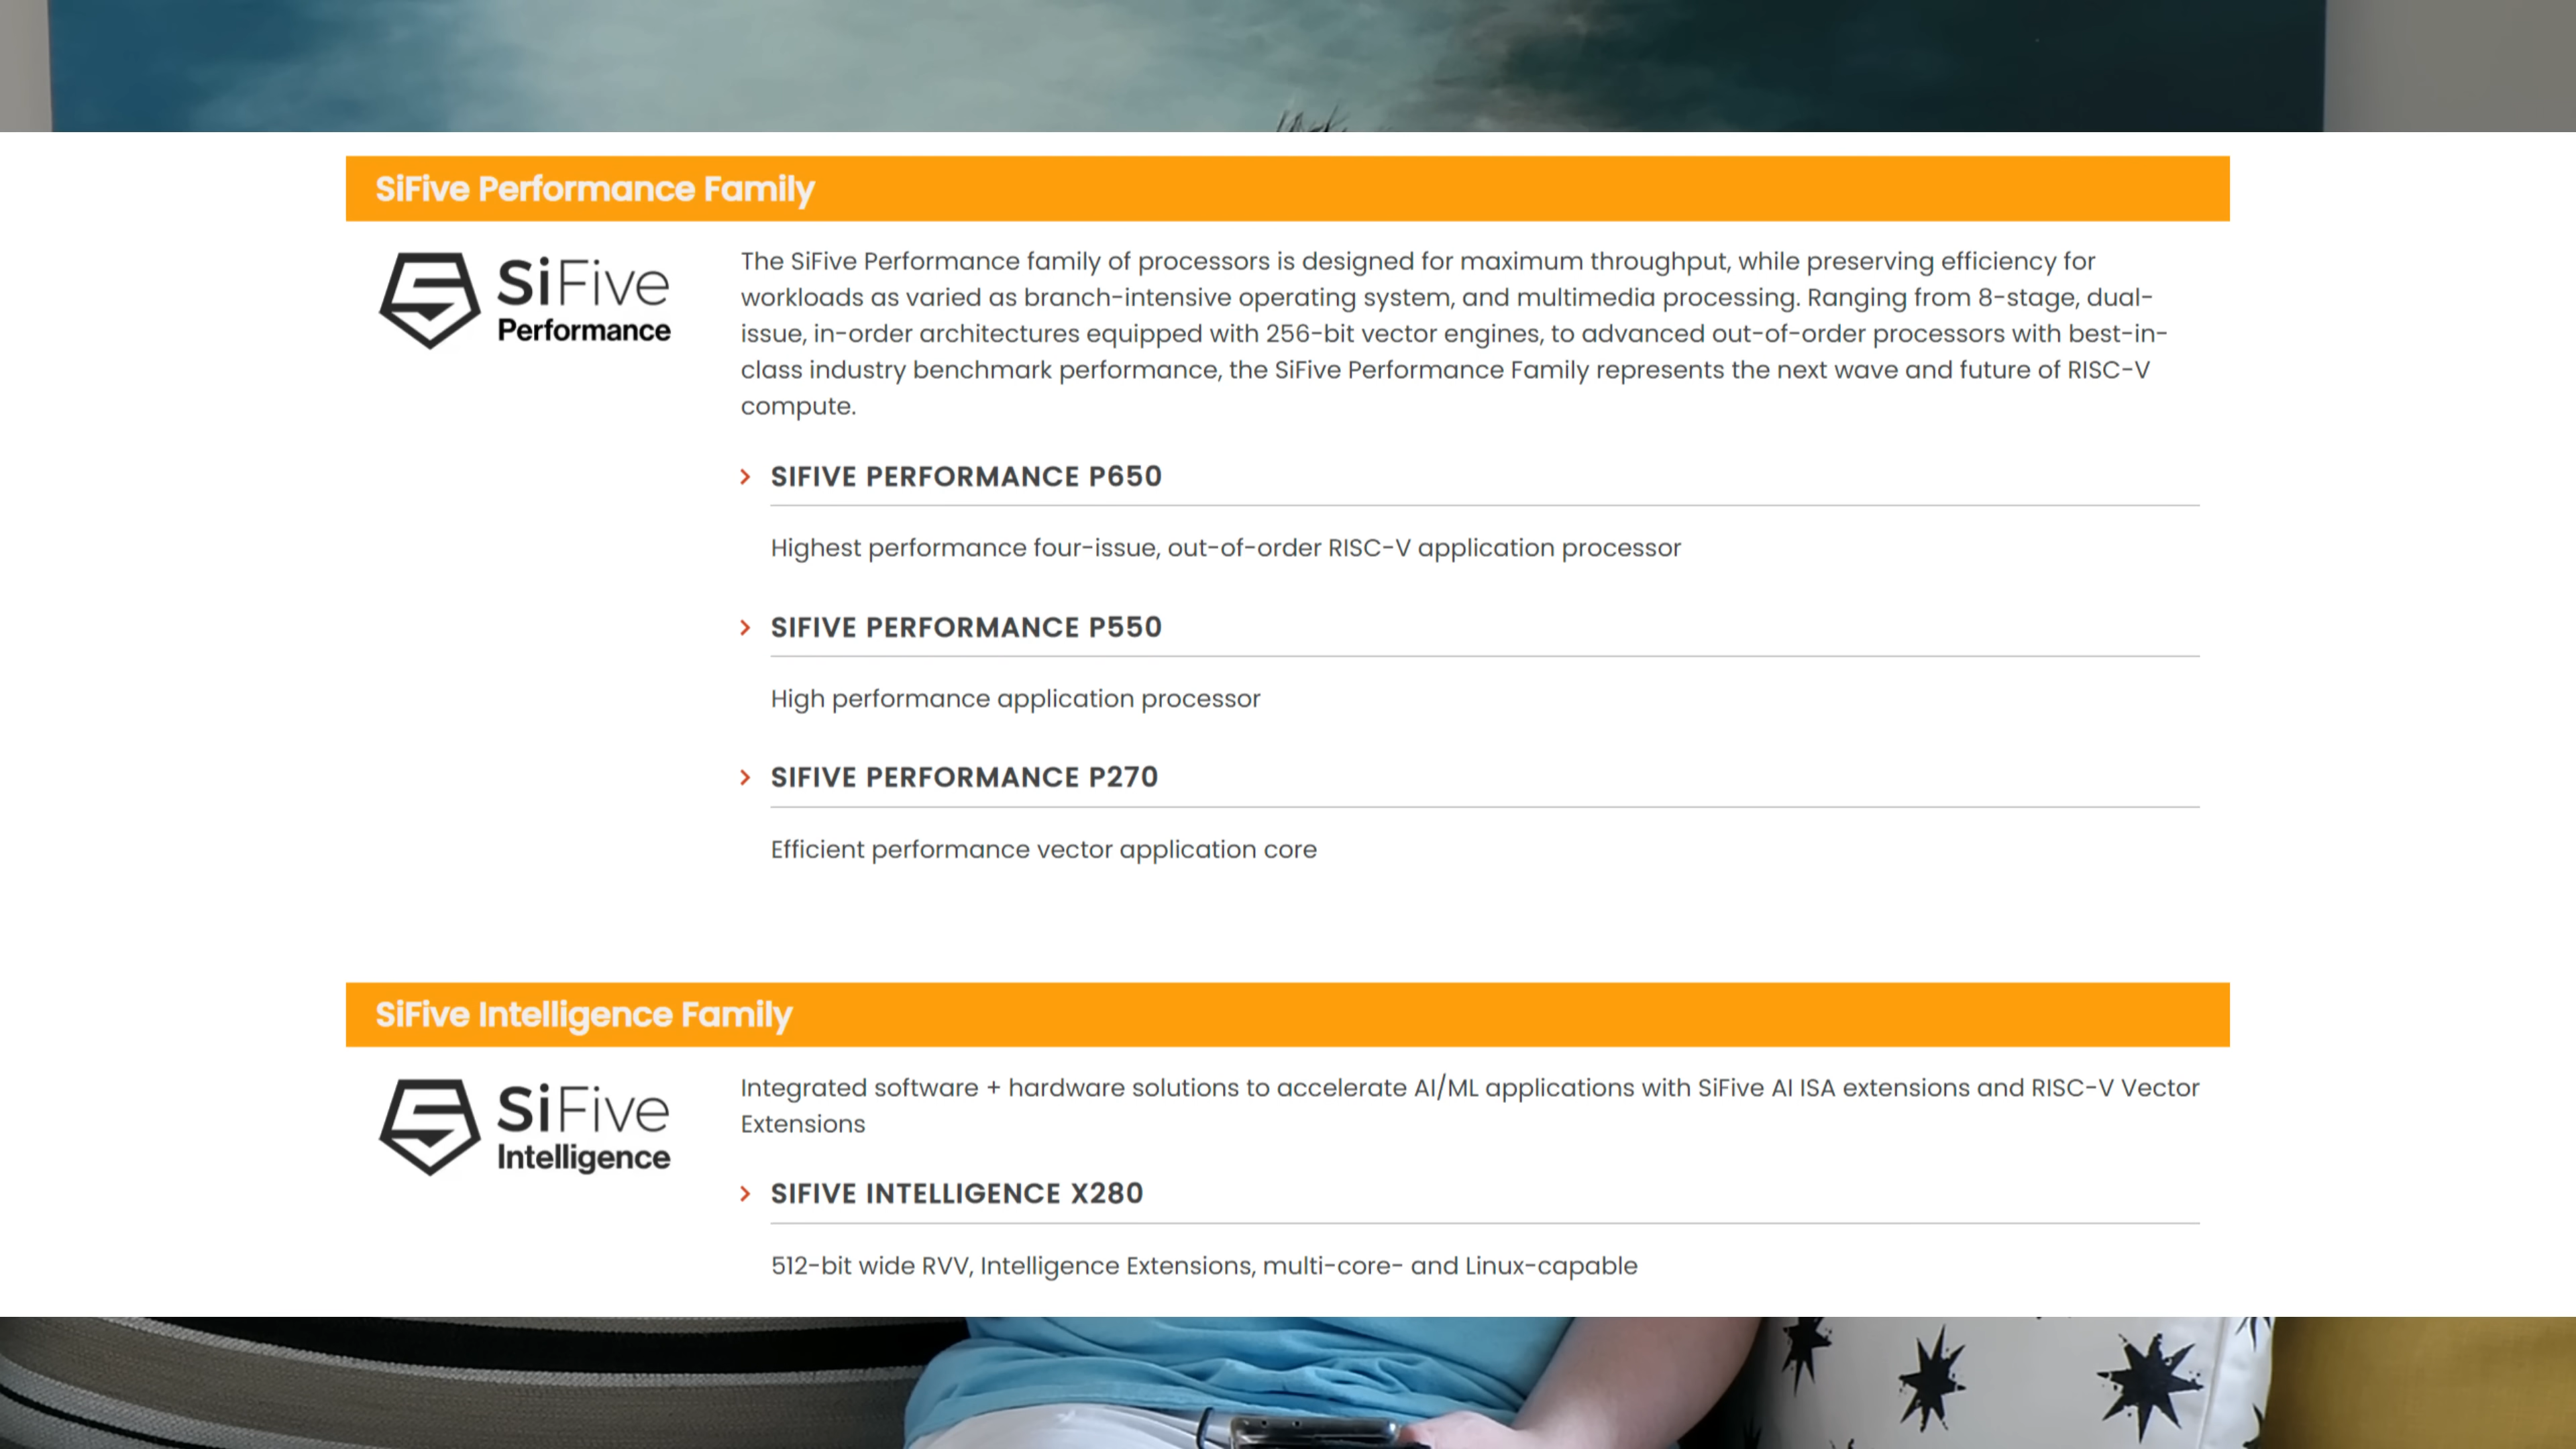 SiFive Performance Family
SiFive
Performance
The SiFive Performance family of processors is designed for maximum throughput, while preserving efficiency for
workloads as varied as branch-intensive operating system, and multimedia processing. Ranging from 8-stage, dual-
issue, in-order architectures equipped with 256-bit vector engines, to advanced out-of-order processors with best-in-
class industry benchmark performance, the SiFive Performance Family represents the next wave and future of RISC-V
compute.
SIFIVE PERFORMANCE P650
Highest performance four-issue, out-of-order RISC-V application processor
SIFIVE PERFORMANCE P550
High performance application processor
SIFIVE PERFORMANCE P270
Efficient performance vector application core
SiFive Intelligence Family
SiFive
Intelligence
Integrated software + hardware solutions to accelerate AI/ML applications with SiFive AI ISA extensions and RISC-V Vector
Extensions
SIFIVE INTELLIGENCE X280
512-bit wide RVV, Intelligence Extensions, multi-core- and Linux-capable